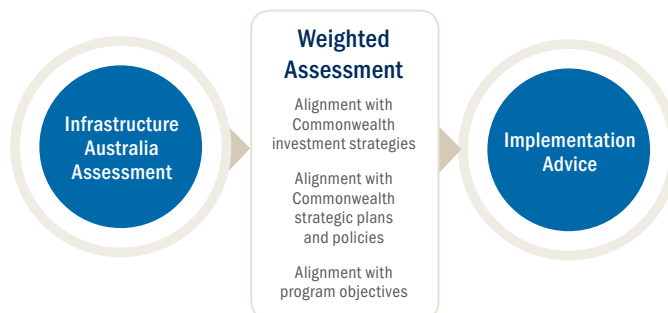 Infrastructure
Australia
Assessment
Weighted
Assessment
Alignment with
Commonwealth
investment strategies
Alignment with
Commonwealth
strategic plans
and policies
Alignment with
program objectives
Implementation
Advice